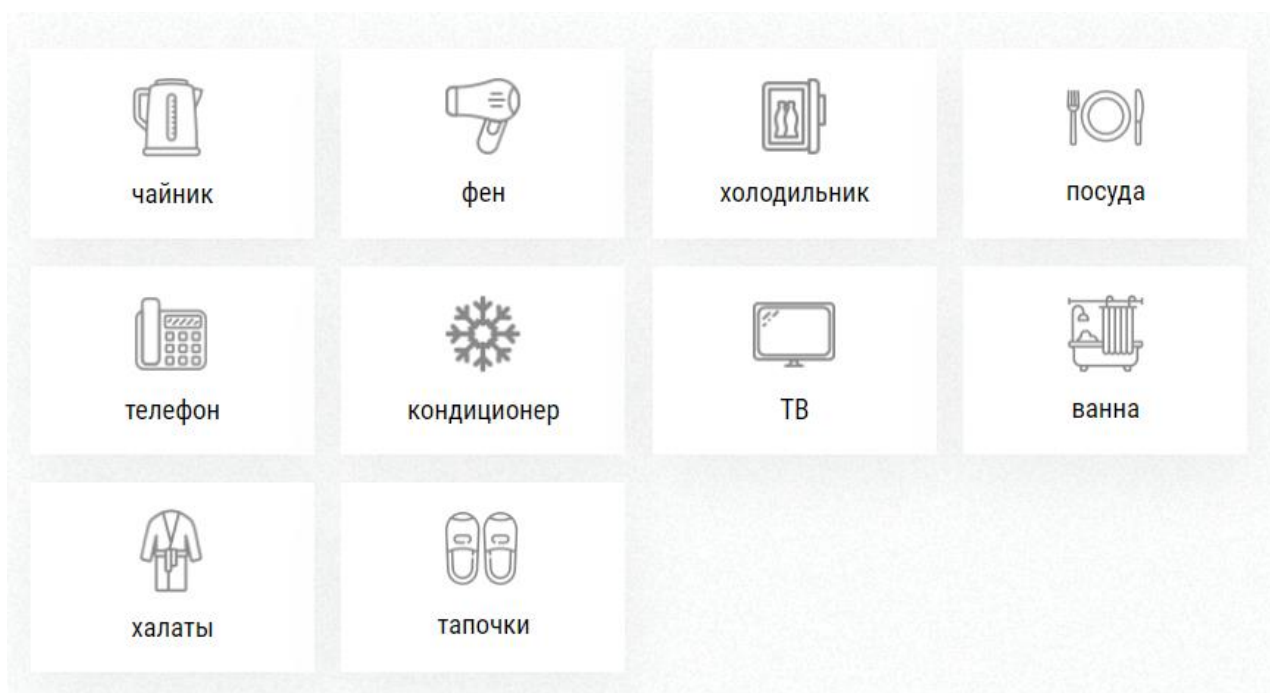 чайник
фен
холодильник
посуда
телефон
кондиционер
ТВ
ванна
халаты
тапочки